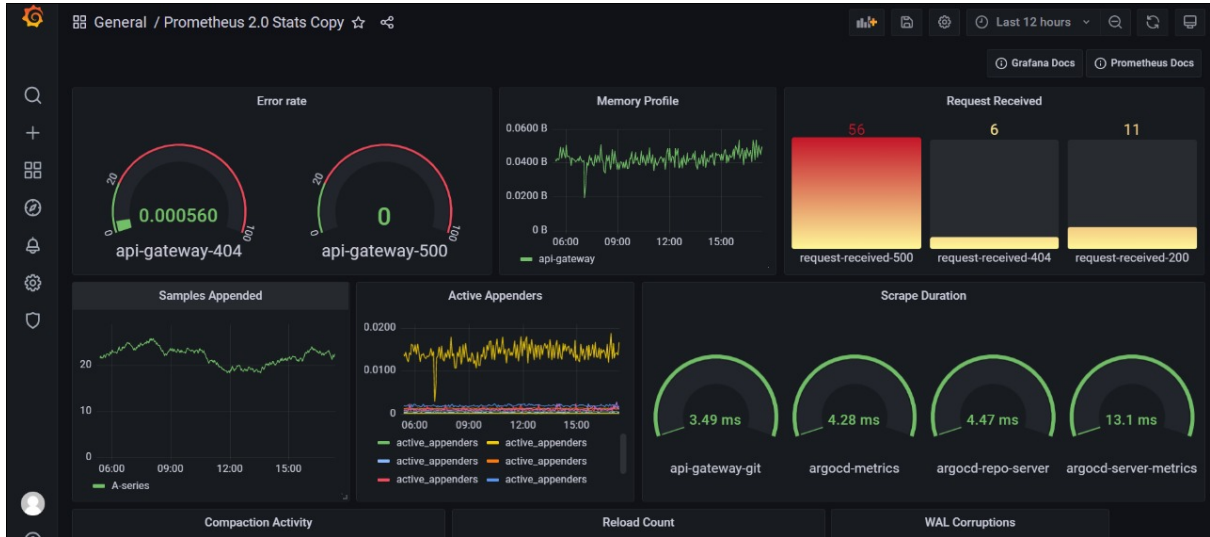 General / Prometheus 2.0 Stats Copy
Last 12 hours
Grafana Docs
Prometheus Docs
Error rate
0
20
100
0.000560
api-gateway-404
0
20
100
0
api-gateway-500
Memory Profile
0.0600 B
0.0400 B
0.0200 B
0 B
06:00 09:00 12:00 15:00
api-gateway
Request Received
56 6 11
request-received-500 request-received-404 request-received-200
Samples Appended
20
10
0
06:00 09:00 12:00 15:00
A-series
Active Appenders
0.0200
0.0100
0
06:00 09:00 12:00 15:00
active_appenders active_appenders
active_appenders active_appenders
active_appenders active_appenders
Scrape Duration
3.49 ms 4.28 ms 4.47 ms 13.1 ms
api-gateway-git argocd-metrics argocd-repo-server argocd-server-metrics
Compaction Activity
Reload Count
WAL Corruptions